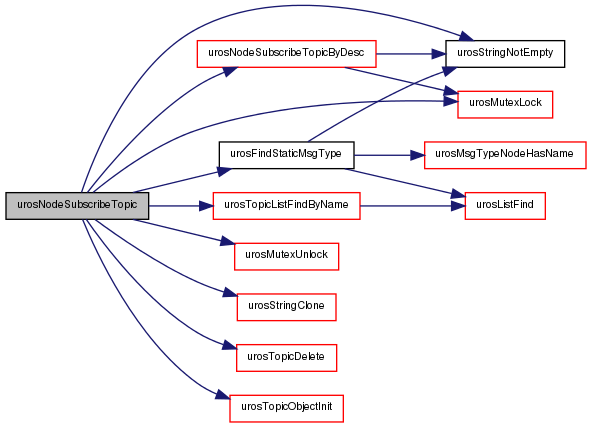 urosNodeSubscribeTopicByDesc
urosStringNotEmpty
urosMutexLock
urosFindStaticMsgType
urosMsgTypeNodeHasName
urosNodeSubscribeTopic
urosTopicListFindByName
urosListFind
urosMutexUnlock
urosStringClone
urosTopicDelete
urosTopicObjectInit